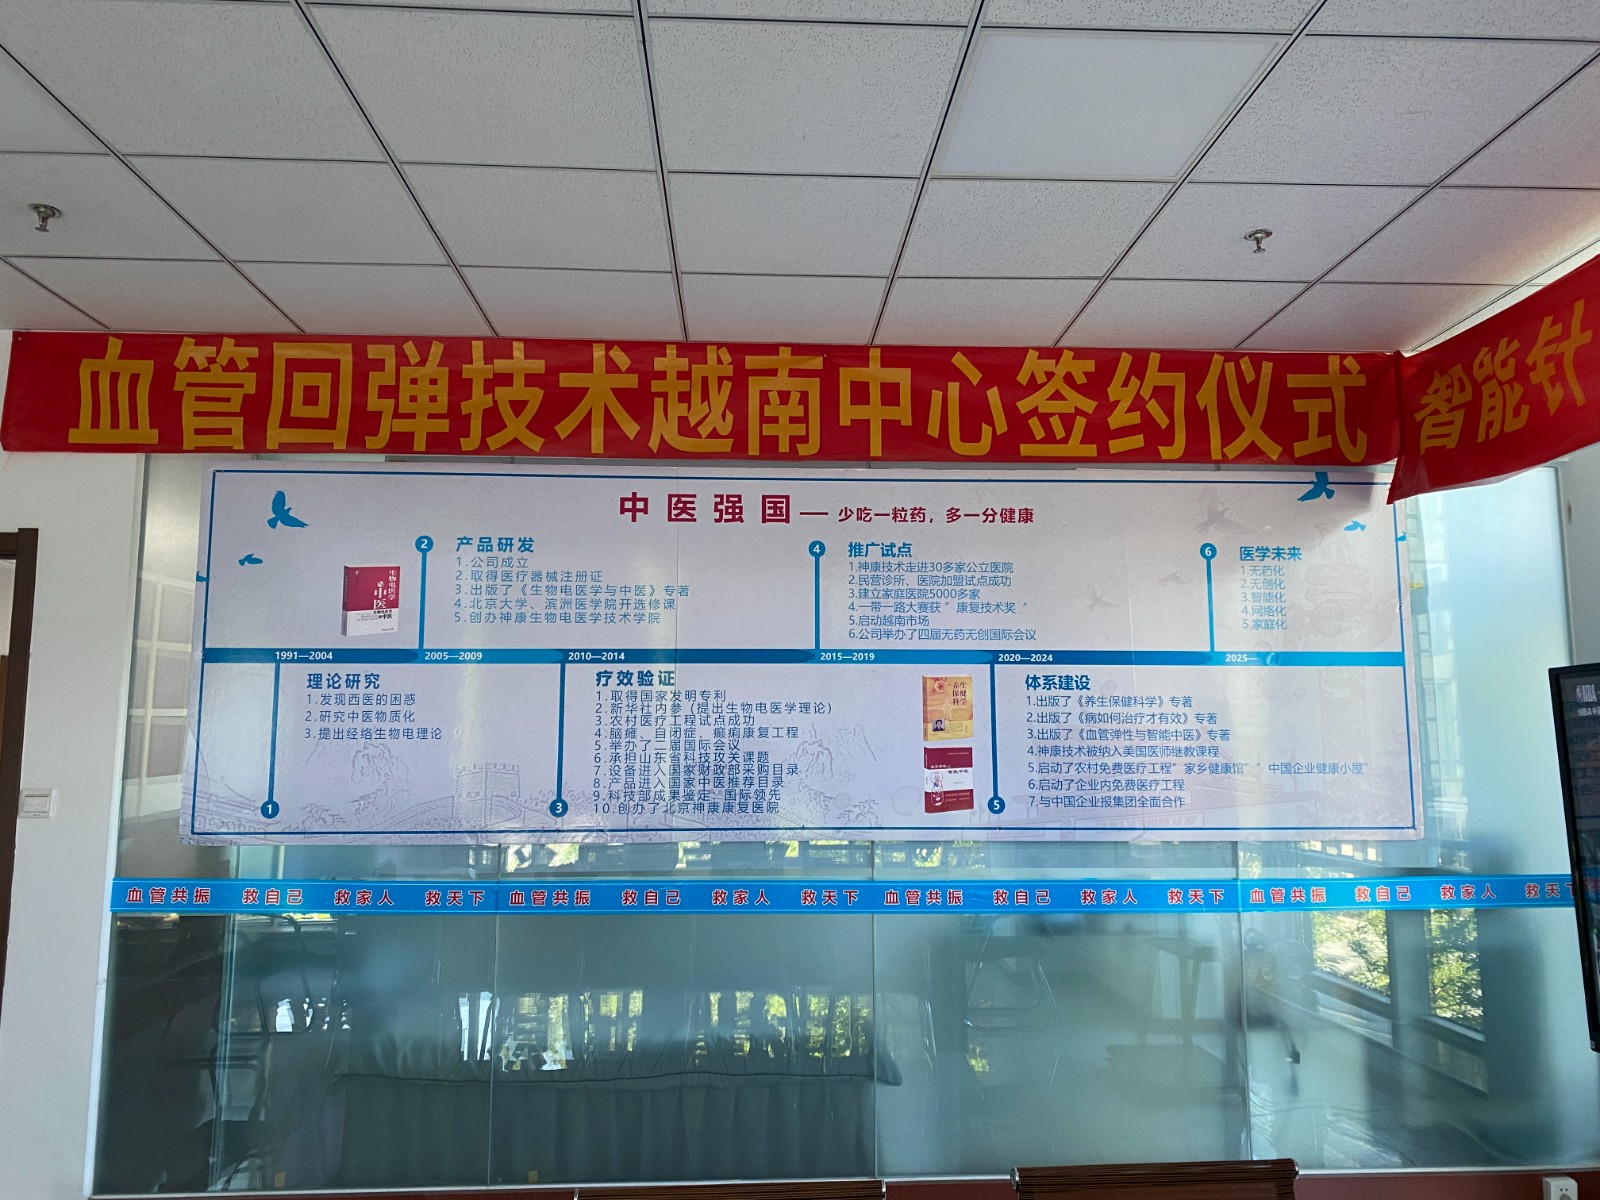 血管回弹技术越南中心签约仪式
智能针
中医强国—少吃一粒药，多一分健康
2 产品研发
1.公司成立
2.取得医疗器械注册证
3.出版了《生物电医学与中医》专著
4.北京大学、滨洲医学院开选修课
5.创办神康生物电医学技术学院
4 推广试点
1.神康技术走进30多家公立医院
2.民营诊所、医院加盟试点成功
3.建立家庭医院5000多家
4.一带一路大赛获＂康复技术奖＂
5.启动越南市场
6.公司举办了四届无药无创国际会议
6 医学未来
1.无药化
2.无创化
3.智能化
4.网络化
5.家庭化
生物电医学
与
中医
1991—2004
2005—2009
2010—2014
2015—2019
2020—2024
2025—
理论研究
1.发现西医的困惑
2.研究中医物质化
3.提出经络生物电理论
1
疗效验证
1.取得国家发明专利
2.新华社内参(提出生物电医学理论)
3.农村医疗工程试点成功
4.脑瘫、自闭症、癫痫康复工程
5.举办了二届国际会议
6.承担山东省科技攻关课题
7.设备进入国家财政部采购目录
8.产品进入国家中医推荐目录
9.科技部成果鉴定＂国际领先
10.创办了北京神康康复医院
3
养生
保健
科学
体系建设
1.出版了《养生保健科学》专著
2.出版了《病如何治疗才有效》专著
3.出版了《血管弹性与智能中医》专著
4.神康技术被纳入美国医师继教课程
5.启动了农村免费医疗工程＂家乡健康馆＂＂中国企业健康小屋＂
6.启动了企业内免费医疗工程
7.与中国企业报集团全面合作
5
血管共振 救自己 救家人 救天下 血管共振 救自己 救家人 救天下 血管共振 救自己 救家人 救天下 血管共振 救自己 救家人 救天下